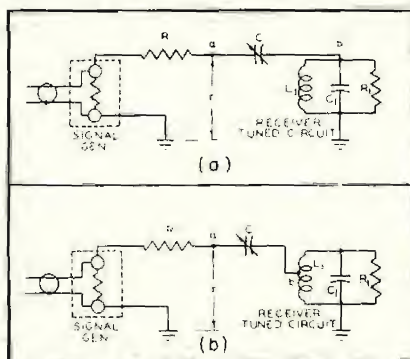 R a C b
L₁ C₁ R₁
r
SIGNAL GEN
RECEIVER TUNED CIRCUIT
(a)
a C
L₁ b C₁ R₁
r
SIGNAL GEN
RECEIVER TUNED CIRCUIT
(b)